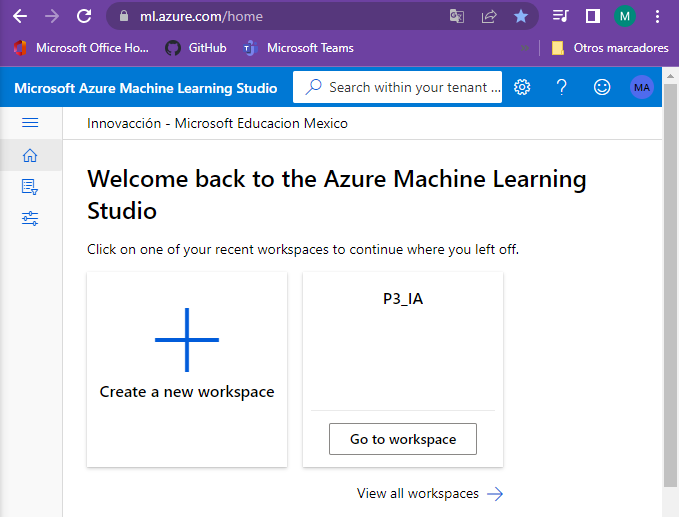 ml.azure.com/home
Microsoft Office Ho... GitHub Microsoft Teams » Otros marcadores
Microsoft Azure Machine Learning Studio Search within your tenant ... ? MA
M
Innovacción - Microsoft Educacion Mexico
Welcome back to the Azure Machine Learning
Studio
Click on one of your recent workspaces to continue where you left off.
Create a new workspace
P3_IA
Go to workspace
View all workspaces